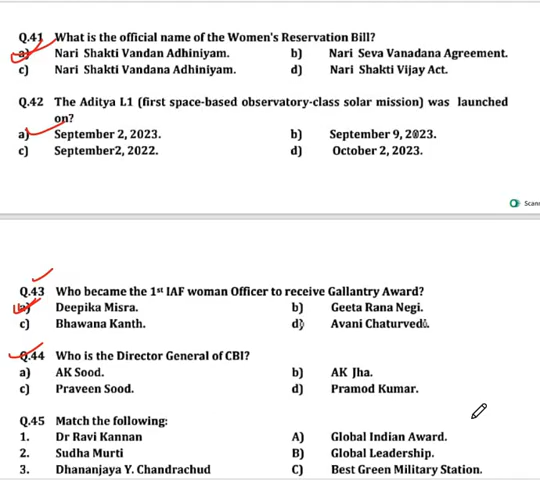 Q.41 What is the official name of the Women's Reservation Bill?
a) Nari Shakti Vandan Adhiniyam. b) Nari Seva Vanadana Agreement.
c) Nari Shakti Vandana Adhiniyam. d) Nari Shakti Vijay Act.
Q.42 The Aditya L1 (first space-based observatory-class solar mission) was launched
on?
a) September 2, 2023. b) September 9, 2023.
c) September2, 2022. d) October 2, 2023.
Scan
Q.43 Who became the 1st IAF woman Officer to receive Gallantry Award?
a) Deepika Misra. b) Geeta Rana Negi.
c) Bhawana Kanth. d) Avani Chaturvedi.
Q.44 Who is the Director General of CBI?
a) AK Sood. b) AK Jha.
c) Praveen Sood. d) Pramod Kumar.
Q.45 Match the following:
1. Dr Ravi Kannan A) Global Indian Award.
2. Sudha Murti B) Global Leadership.
3. Dhananjaya Y. Chandrachud C) Best Green Military Station.